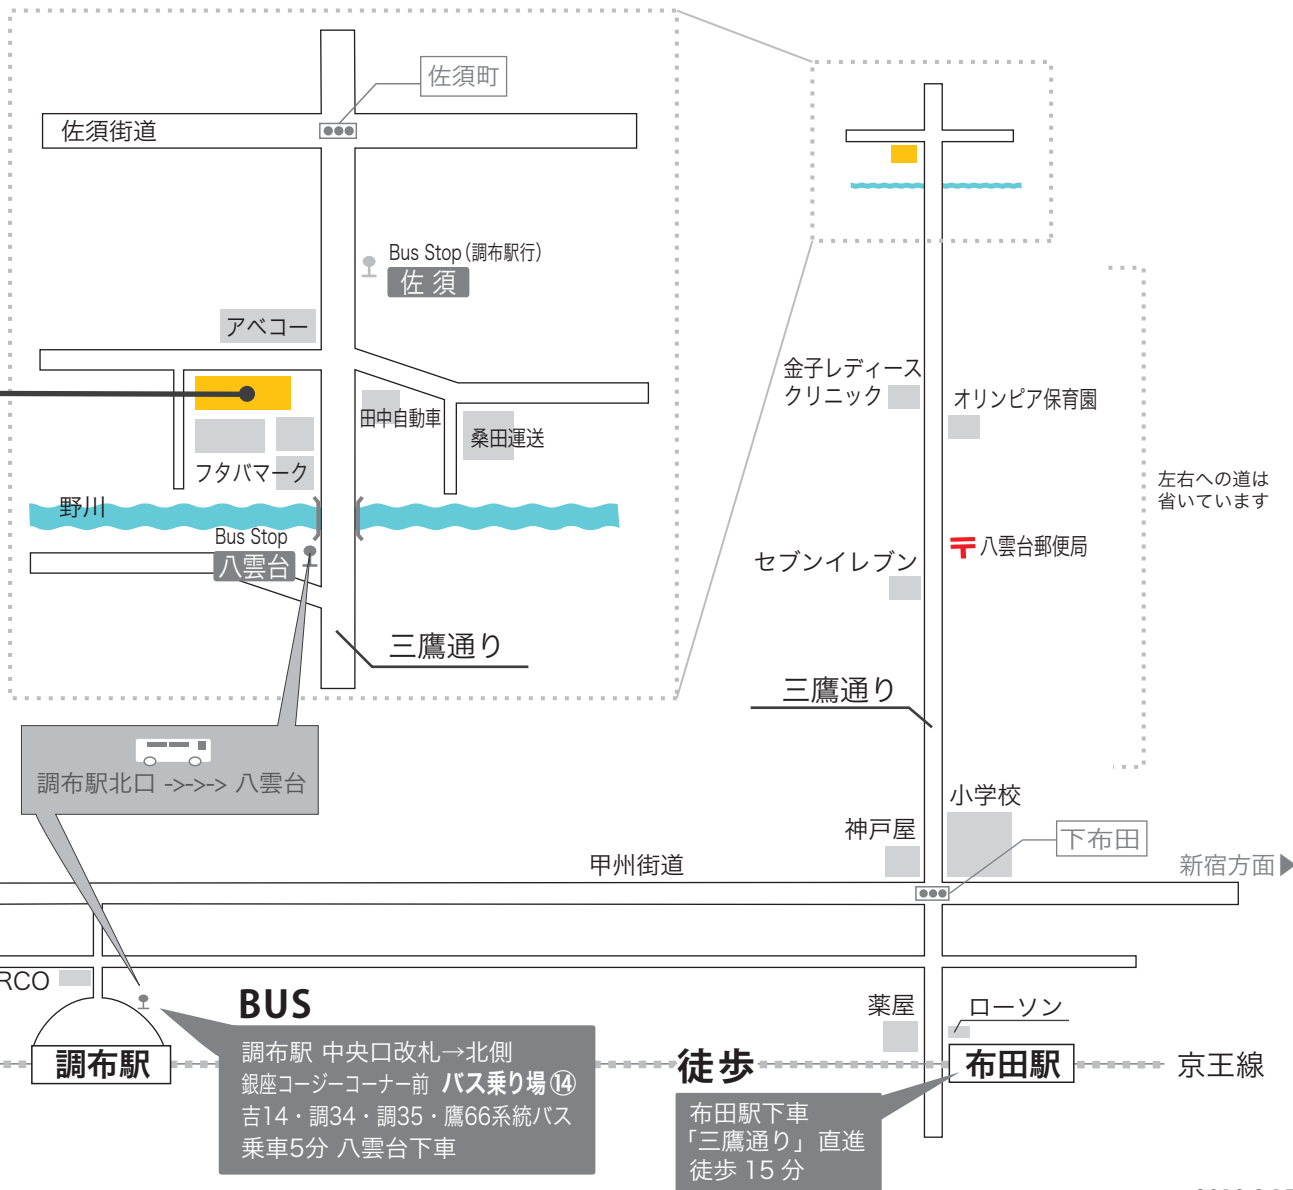 佐須町
佐須街道
Bus Stop（調布駅行）
佐 須
アベコー
田中自動車
桑田運送
フタバマーク
野川
Bus Stop
八雲台
三鷹通り
金子レディース
クリニック
オリンピア保育園
左右への道は
省いています
セブンイレブン
八雲台郵便局
三鷹通り
調布駅北口 ->->-> 八雲台
小学校
神戸屋
下布田
甲州街道
新宿方面▶
RCO
BUS
調布駅 中央口改札→北側
銀座コージーコーナー前 バス乗り場⑭
吉14・調34・調35・鷹66系統バス
乗車5分 八雲台下車
調布駅
薬屋
ローソン
徒歩
布田駅
京王線
布田駅下車
「三鷹通り」直進
徒歩 15 分